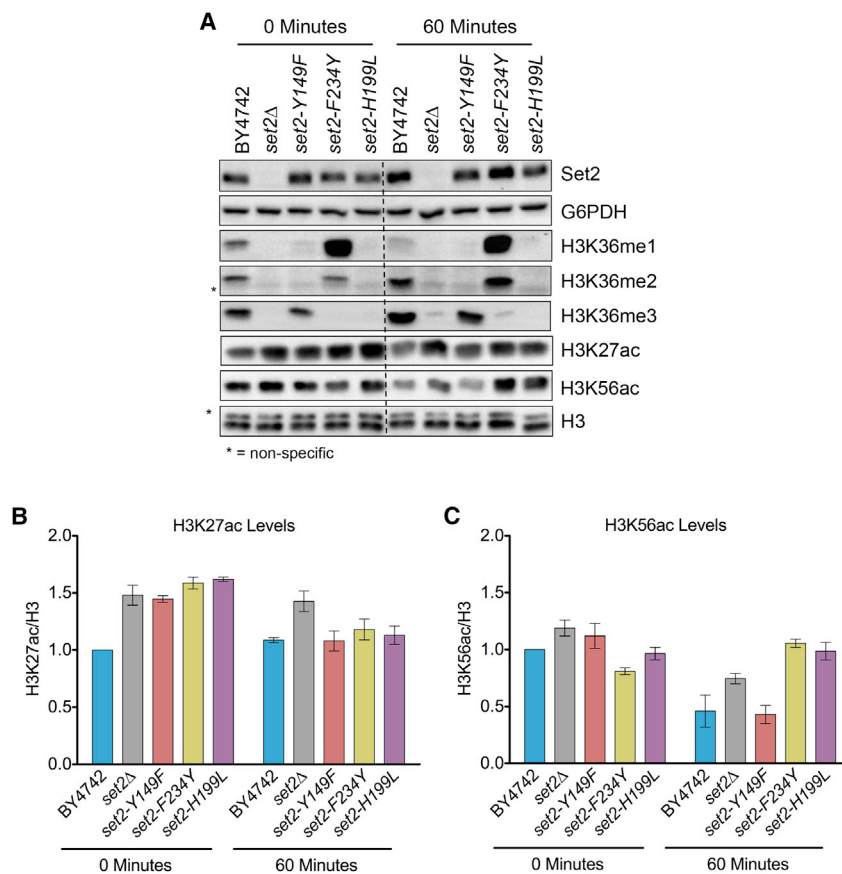 A
0 Minutes 60 Minutes
BY4742 set2Δ set2-Y149F set2-F234Y set2-H199L BY4742 set2Δ set2-Y149F set2-F234Y set2-H199L
Set2
G6PDH
H3K36me1
H3K36me2
*
H3K36me3
H3K27ac
H3K56ac
*
H3
* = non-specific
B
H3K27ac Levels
H3K27ac/H3
2.0
1.5
1.0
0.5
0.0
BY4742 set2Δ set2-Y149F set2-F234Y set2-H199L BY4742 set2Δ set2-Y149F set2-F234Y set2-H199L
0 Minutes 60 Minutes
C
H3K56ac Levels
H3K56ac/H3
2.0
1.5
1.0
0.5
0.0
BY4742 set2Δ set2-Y149F set2-F234Y set2-H199L BY4742 set2Δ set2-Y149F set2-F234Y set2-H199L
0 Minutes 60 Minutes